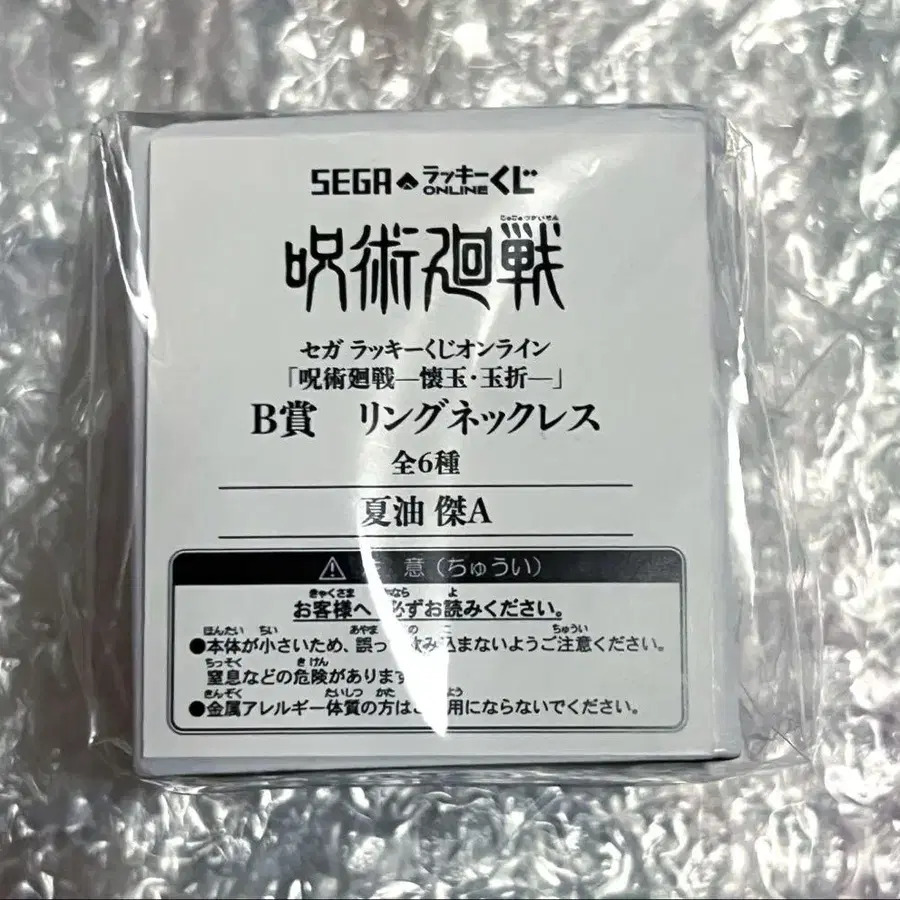 SEGA ラッキーくじ
ONLINE
じゅじゅつかいせん
呪術廻戦
セガ ラッキーくじオンライン
「呪術廻戦―懐玉・玉折―」
B賞 リングネックレス
全6種
夏油 傑A
意(ちゅうい)
きゃくさま かなら よ
お客様へ 必ずお読みください。
ほんたい ちい あやま の こ ちゅうい
●本体が小さいため、誤っ 飲み込まないようご注意ください。
ちっそく きけん
窒息などの危険があります
きんぞく たいしつ かた よう
●金属アレルギー体質の方はご 用にならないでください。